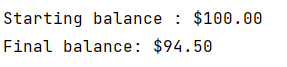 Starting balance : $100.00
Final balance: $94.50